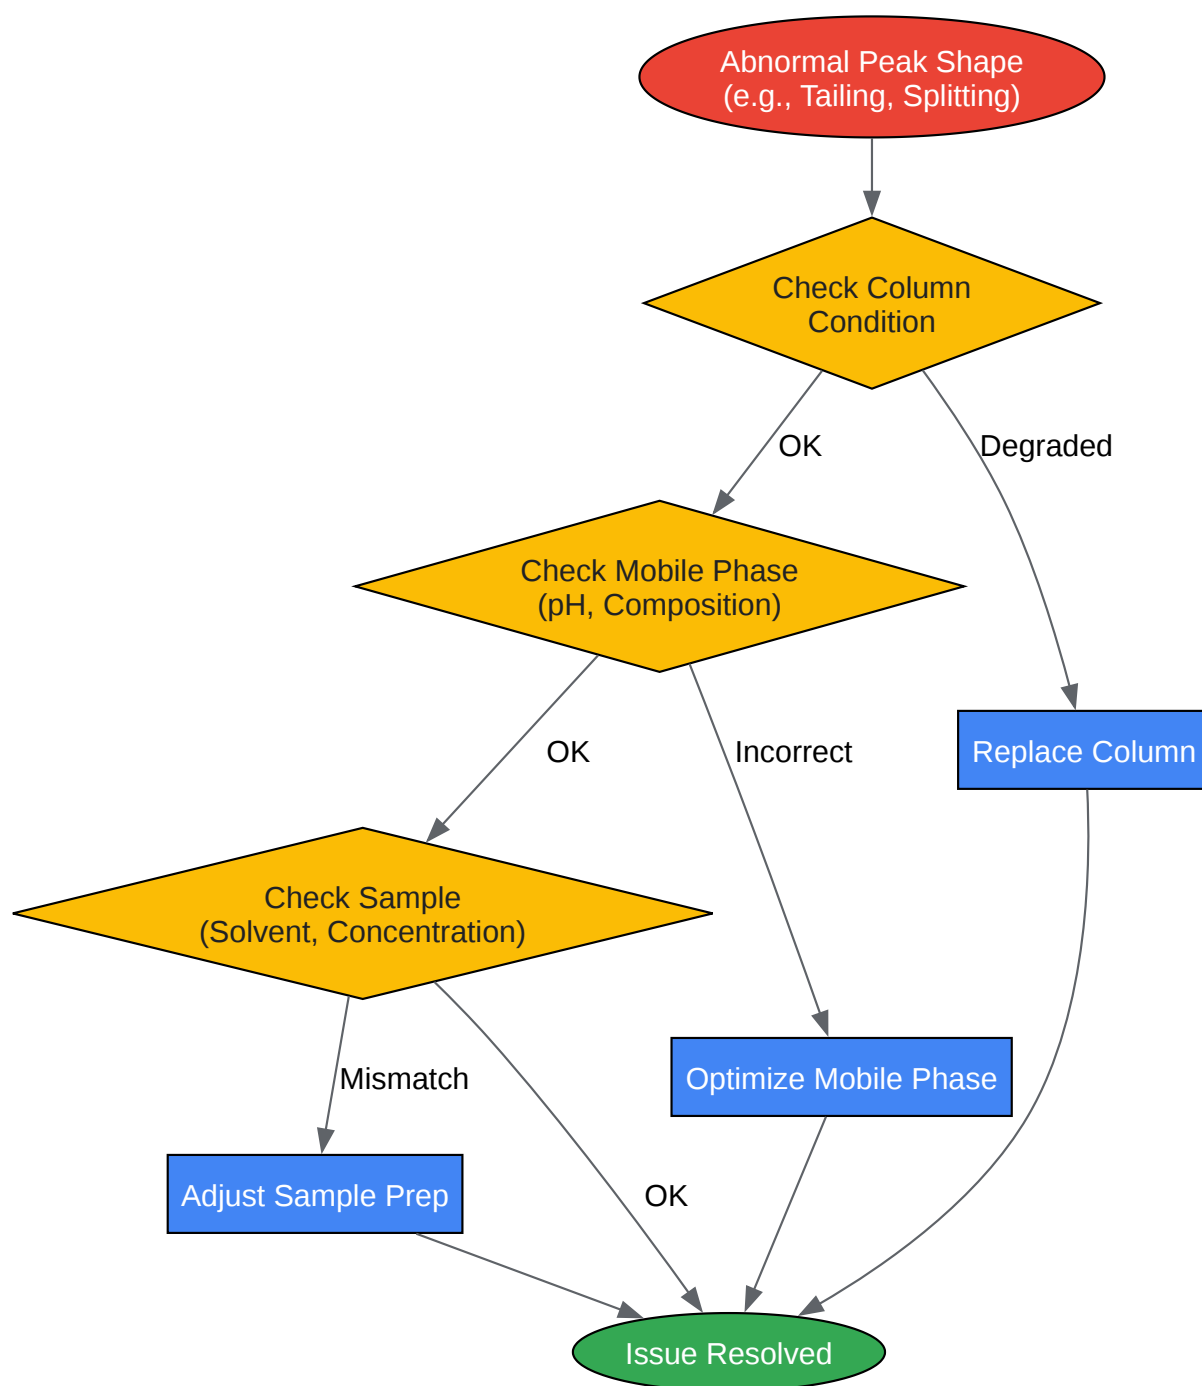 Abnormal Peak Shape
(e.g., Tailing, Splitting)
Check Column
Condition
OK
Degraded
Check Mobile Phase
(pH, Composition)
OK
Incorrect
Replace Column
Check Sample
(Solvent, Concentration)
Mismatch
Optimize Mobile Phase
Adjust Sample Prep
OK
Issue Resolved